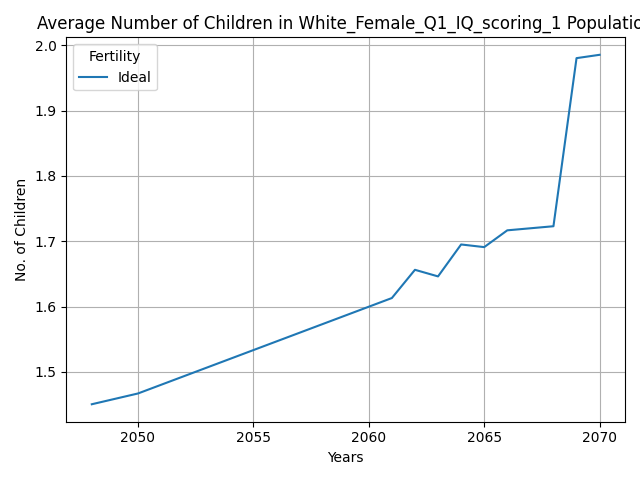 Average Number of Children in White_Female_Q1_IQ_scoring_1 Populatio
Fertility
Ideal
No. of Children
2.0
1.9
1.8
1.7
1.6
1.5
2050 2055 2060 2065 2070
Years